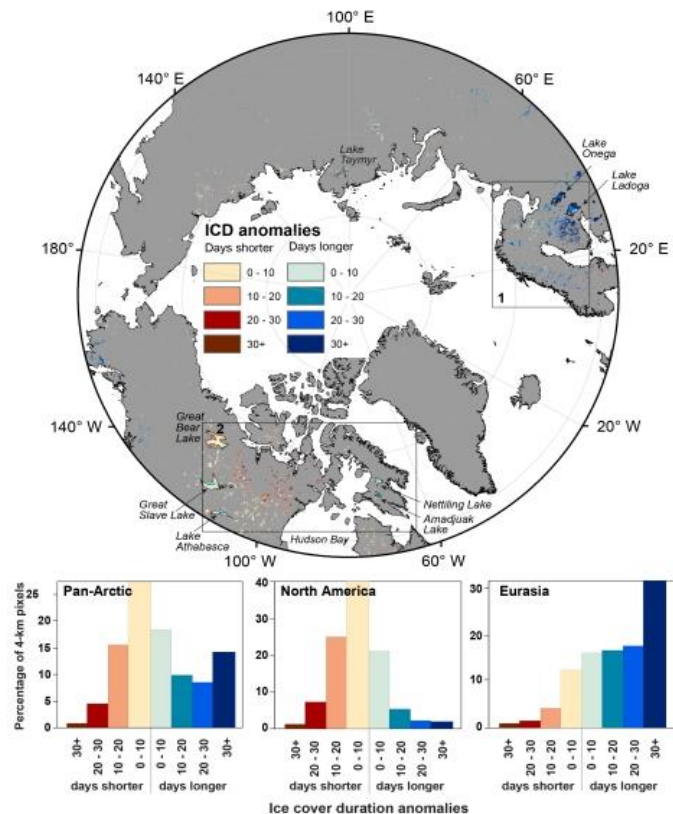 100° E
140° E
60° E
Lake
Onega
Lake
Taymyr
Lake
Ladoga
ICD anomalies
Days shorter
Days longer
180°
20° E
0 - 10
0 - 10
10 - 20
10 - 20
20 - 30
20 - 30
1
30+
30+
140° W
Great
Bear
Lake
2
20° W
Great
Slave Lake
Nettiling Lake
Amadjuak
Lake
Lake
Athabasca
Hudson Bay
100° W
60° W
Percentage of 4-km pixels
Pan-Arctic
25
20
15
10
5
0
30+
20 - 30
10 - 20
0 - 10
0 - 10
10 - 20
20 - 30
30+
days shorter
days longer
North America
40
30
20
10
0
30+
20 - 30
10 - 20
0 - 10
0 - 10
10 - 20
20 - 30
30+
days shorter
days longer
Eurasia
30
20
10
0
30+
20 - 30
10 - 20
0 - 10
0 - 10
10 - 20
20 - 30
30+
days shorter
days longer
Ice cover duration anomalies